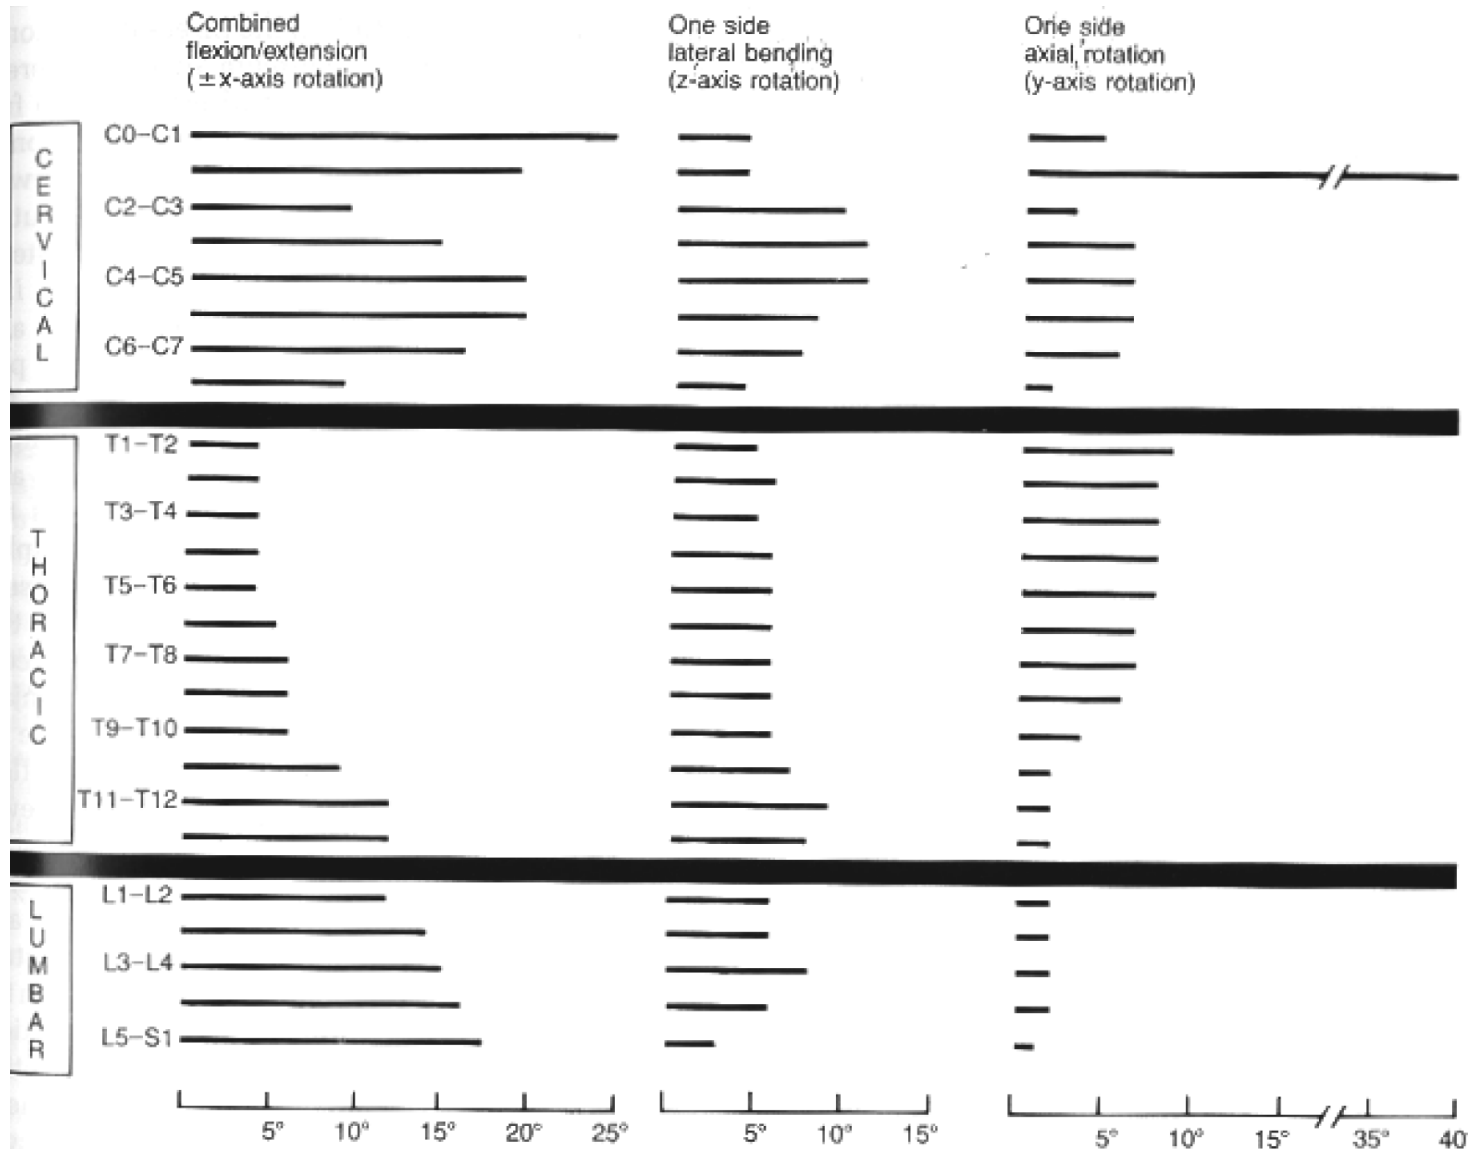 Combined
flexion/extension
(±x-axis rotation)
One side
lateral bending
(z-axis rotation)
One side
axial rotation
(y-axis rotation)
CERVICAL
C0–C1
C2–C3
C4–C5
C6–C7
THORACIC
T1–T2
T3–T4
T5–T6
T7–T8
T9–T10
T11–T12
LUMBAR
L1–L2
L3–L4
L5–S1
5° 10° 15° 20° 25°
5° 10° 15°
5° 10° 15° 35° 40